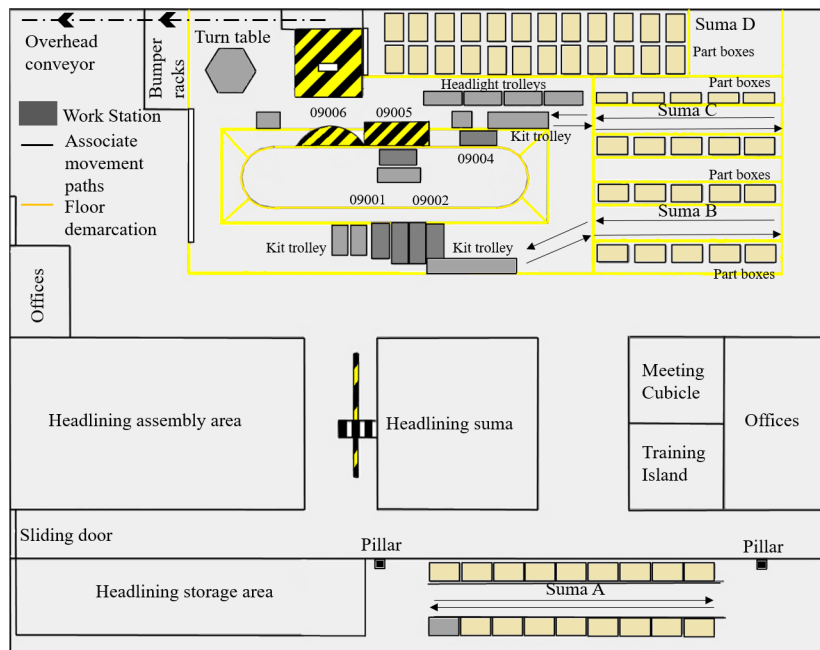 Overhead
conveyor
Bumper
racks
Turn table
Suma D
Part boxes
Work Station
Associate
movement
paths
Floor
demarcation
Headlight trolleys
Part boxes
09006
09005
Suma C
Kit trolley
09004
Part boxes
09001
09002
Suma B
Kit trolley
Kit trolley
Part boxes
Offices
Headlining assembly area
Headlining suma
Meeting
Cubicle
Training
Island
Offices
Sliding door
Pillar
Pillar
Headlining storage area
Suma A